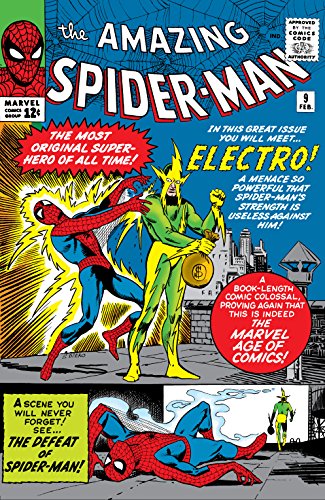 the AMAZING
SPIDER-MAN
APPROVED
BY THE
COMICS
CODE
AUTHORITY
MARVEL
COMICS
GROUP 12¢
IND.
9
FEB.
THE MOST
ORIGINAL SUPER-
HERO OF ALL TIME!
IN THIS GREAT ISSUE
YOU WILL MEET...
ELECTRO!
A MENACE SO
POWERFUL THAT
SPIDER-MAN'S
STRENGTH IS
USELESS AGAINST
HIM!
$
A
BOOK-LENGTH
COMIC COLOSSAL,
PROVING AGAIN THAT
THIS IS INDEED
THE MARVEL
AGE OF COMICS!
S. DITKO
A SCENE YOU
WILL NEVER
FORGET!
SEE...
THE DEFEAT OF
SPIDER-MAN!